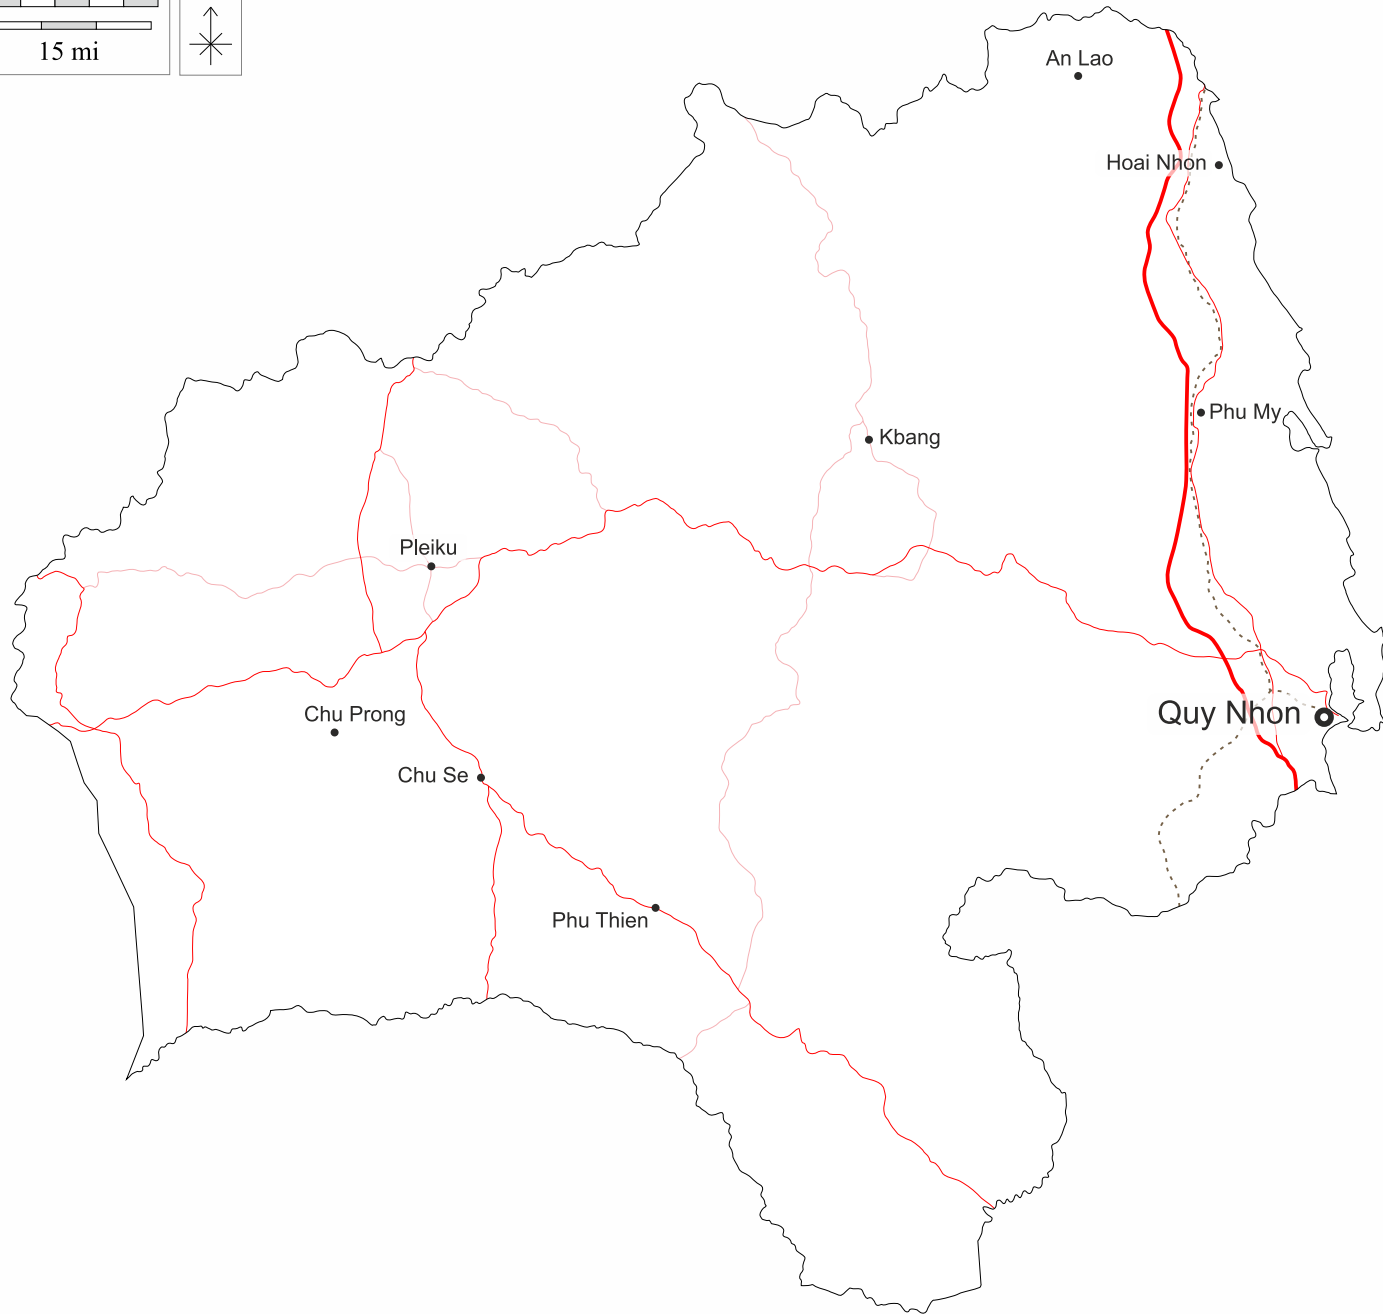 15 mi
An Lao
Hoai Nhon
Phu My
Kbang
Pleiku
Chu Prong
Quy Nhon
Chu Se
Phu Thien